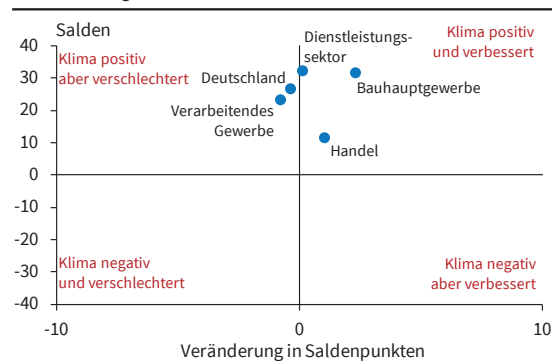 Salden
Dienstleistungs-
sektor
Klima positiv
und verbessert
Klima positiv
aber verschlechtert
Deutschland
Bauhauptgewerbe
Verarbeitendes
Gewerbe
Handel
Klima negativ
und verschlechtert
Klima negativ
aber verbessert
40
30
20
10
0
-10
-20
-30
-40
-10
0
10
Veränderung in Saldenpunkten